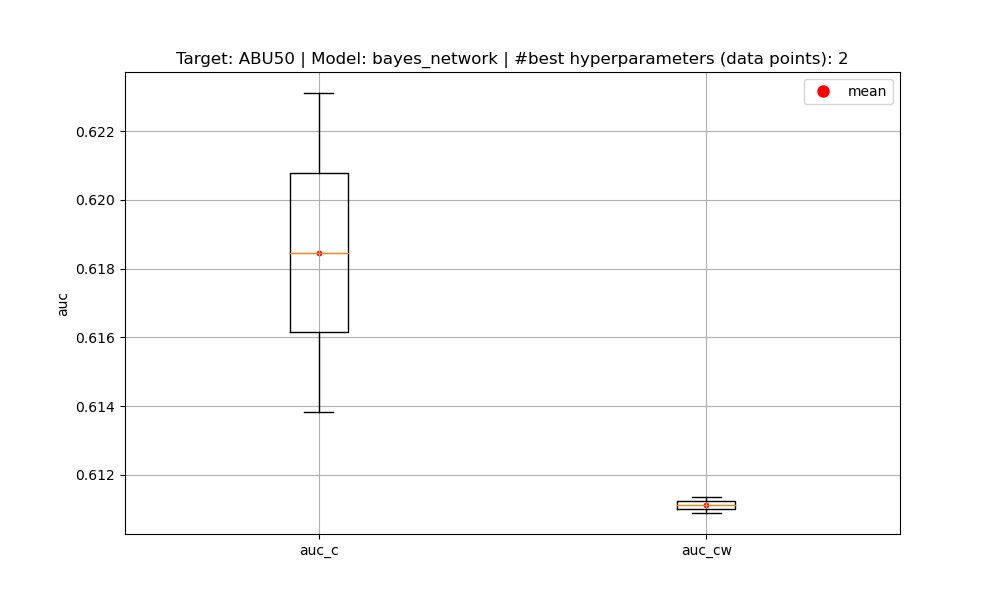 Target: ABU50 | Model: bayes_network | #best hyperparameters (data points): 2
mean
0.622
0.620
0.618
0.616
0.614
0.612
auc
auc_c
auc_cw